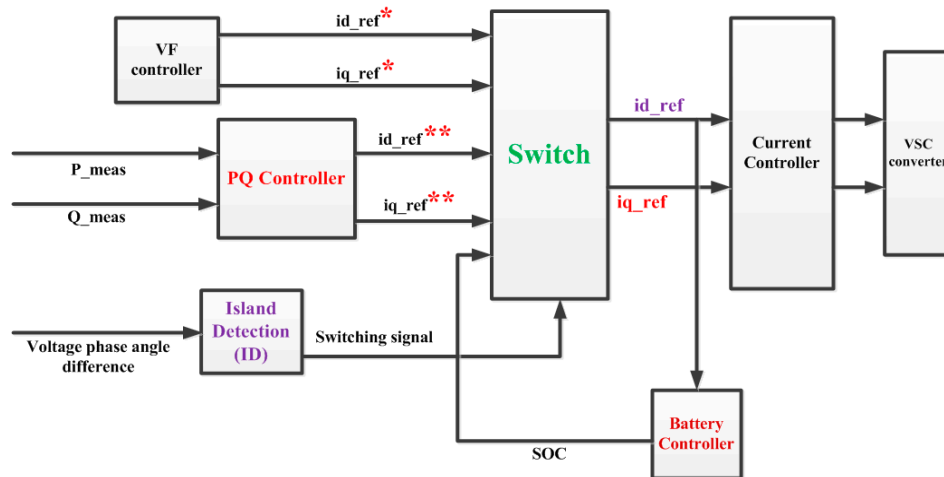 VF
controller
id_ref*
iq_ref*
P_meas
Q_meas
PQ Controller
id_ref**
iq_ref**
Switch
id_ref
iq_ref
Current
Controller
VSC
converter
Voltage phase angle
difference
Island
Detection
(ID)
Switching signal
SOC
Battery
Controller